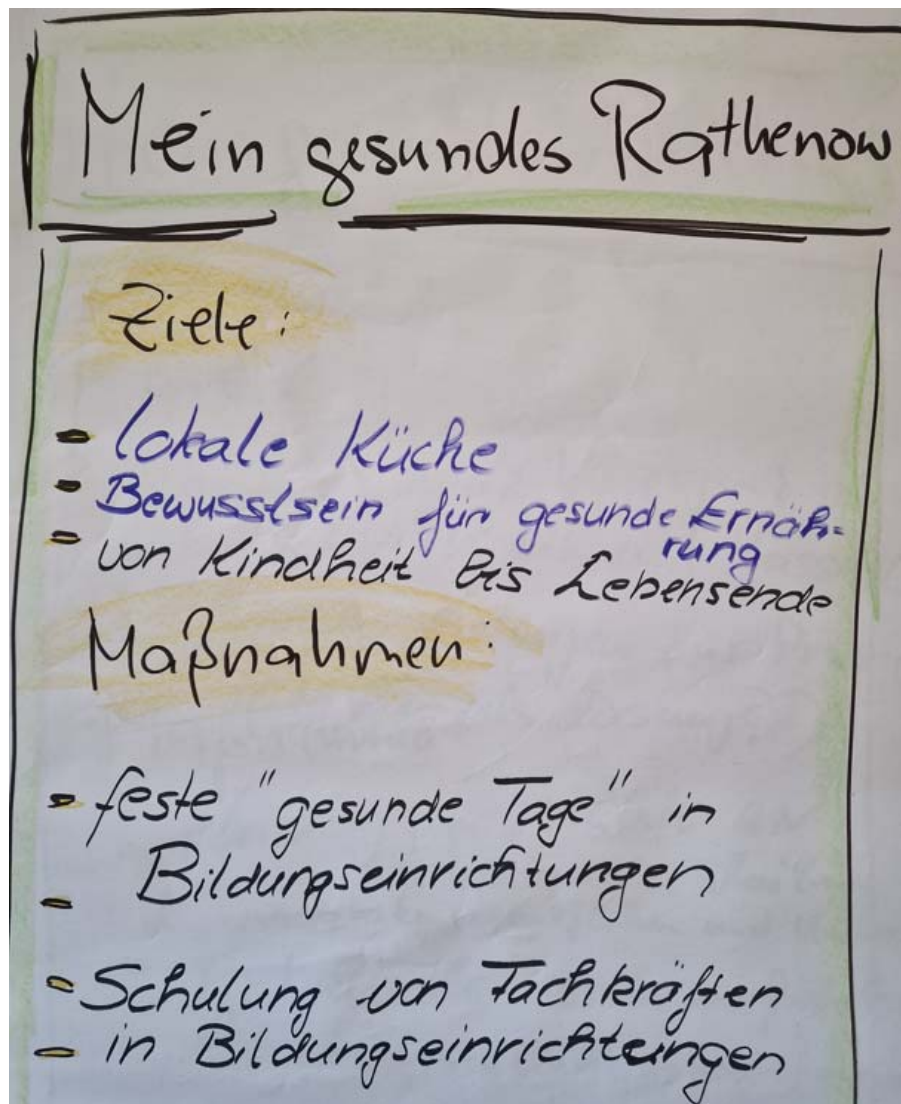 Mein gesundes Rathenow
Ziele:
- lokale Küche
- Bewusstsein für gesunde Ernäh-
rung
- von Kindheit bis Lebensende
Maßnahmen:
- feste "gesunde Tage" in
Bildungseinrichtungen
-
- Schulung von Fachkräften
- in Bildungseinrichtungen